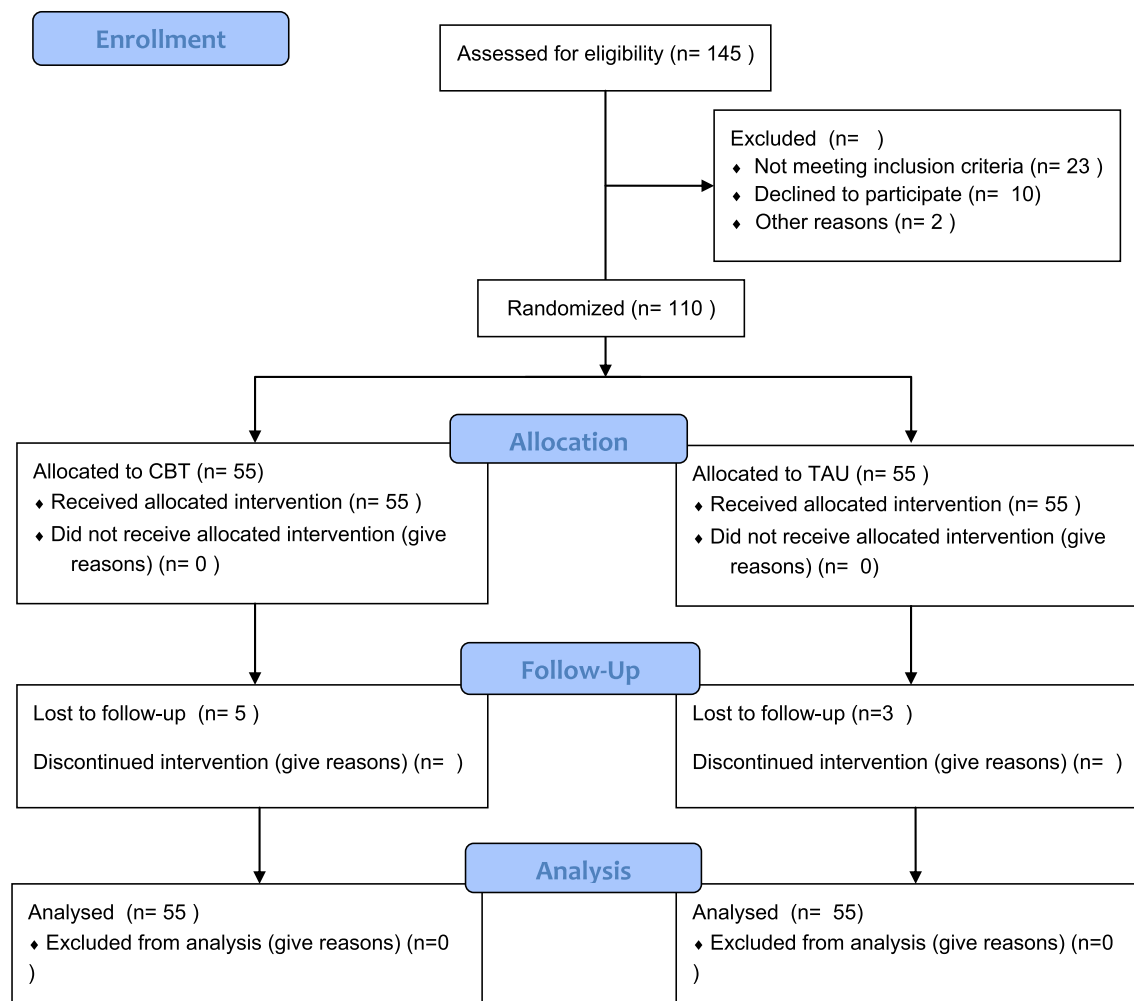 Enrollment
Assessed for eligibility (n= 145 )
Excluded  (n=   )
♦ Not meeting inclusion criteria (n= 23 )
♦ Declined to participate (n=  10)
♦ Other reasons (n= 2 )
Randomized (n= 110 )
Allocation
Allocated to CBT (n= 55)
♦ Received allocated intervention (n= 55 )
♦ Did not receive allocated intervention (give
reasons) (n= 0 )
Allocated to TAU (n= 55 )
♦ Received allocated intervention (n= 55 )
♦ Did not receive allocated intervention (give
reasons) (n=  0)
Follow-Up
Lost to follow-up  (n= 5 )
Discontinued intervention (give reasons) (n=  )
Lost to follow-up (n=3  )
Discontinued intervention (give reasons) (n=  )
Analysis
Analysed  (n= 55 )
♦ Excluded from analysis (give reasons) (n=0
)
Analysed  (n=  55)
♦ Excluded from analysis (give reasons) (n=0
)